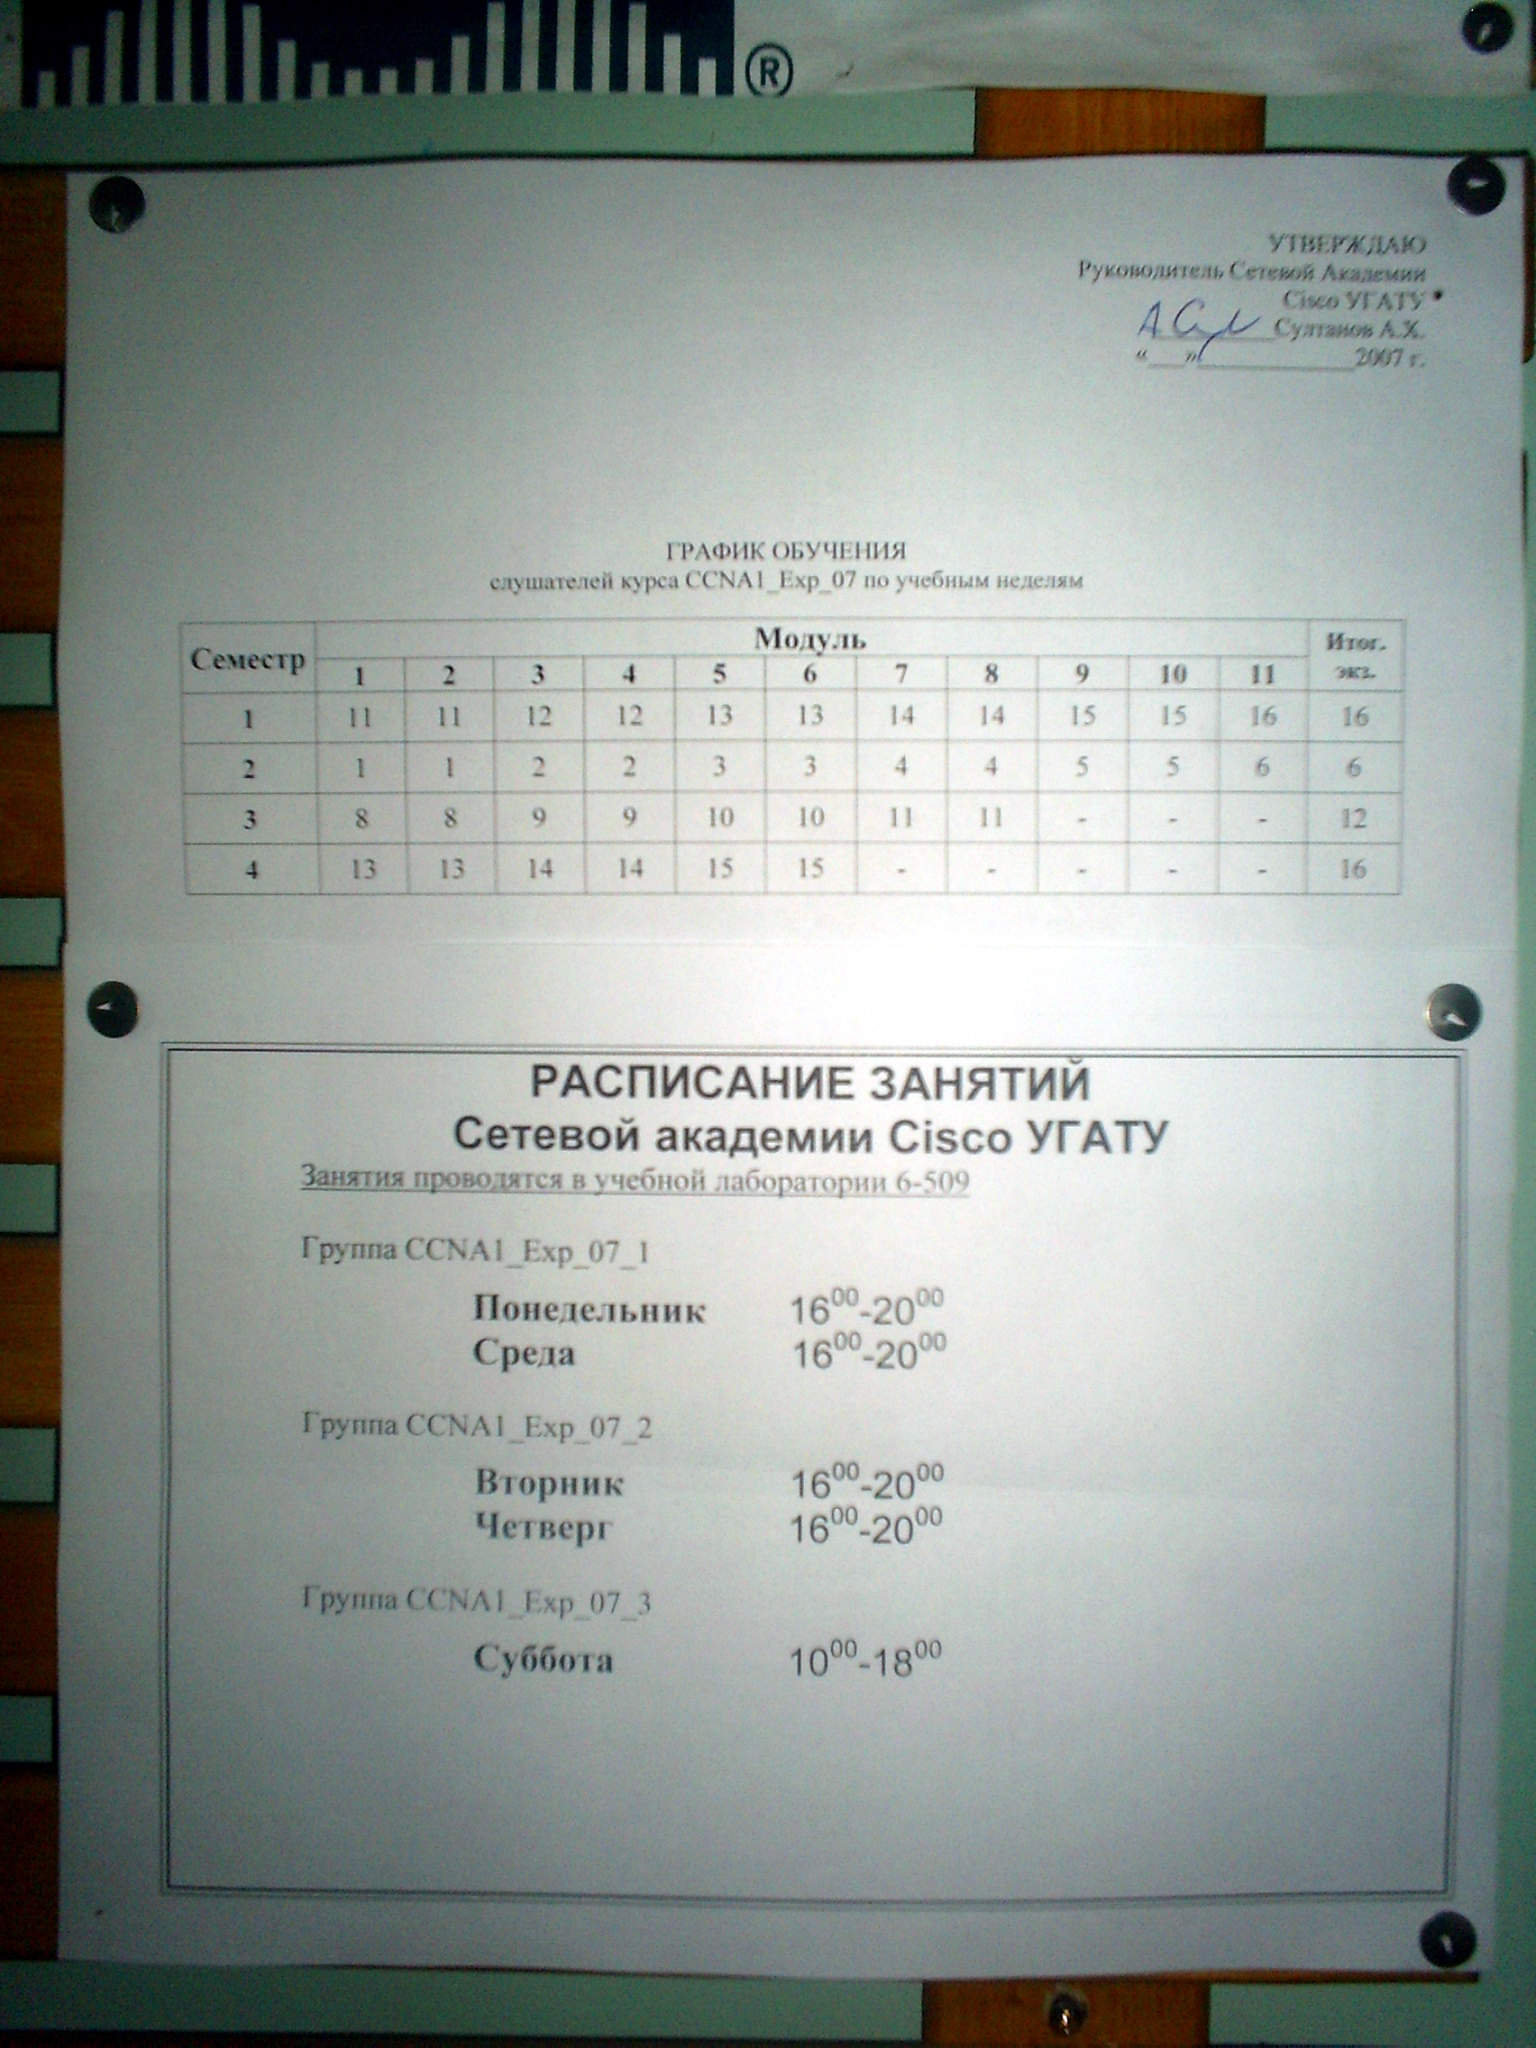 ®
УТВЕРЖДАЮ
Руководитель Сетевой Академии
Cisco УГАТУ
Султанов А.Х.
“___”____________2007 г.
ГРАФИК ОБУЧЕНИЯ
слушателей курса CCNA1_Exp_07 по учебным неделям
Семестр Модуль Итог. экз.
1 2 3 4 5 6 7 8 9 10 11
1 11 11 12 12 13 13 14 14 15 15 16 16
2 1 1 2 2 3 3 4 4 5 5 6 6
3 8 8 9 9 10 10 11 11 - - - 12
4 13 13 14 14 15 15 - - - - - 16
РАСПИСАНИЕ ЗАНЯТИЙ
Сетевой академии Cisco УГАТУ
Занятия проводятся в учебной лаборатории 6-509
Группа CCNA1_Exp_07_1
Понедельник 16⁰⁰-20⁰⁰
Среда 16⁰⁰-20⁰⁰
Группа CCNA1_Exp_07_2
Вторник 16⁰⁰-20⁰⁰
Четверг 16⁰⁰-20⁰⁰
Группа CCNA1_Exp_07_3
Суббота 10⁰⁰-18⁰⁰